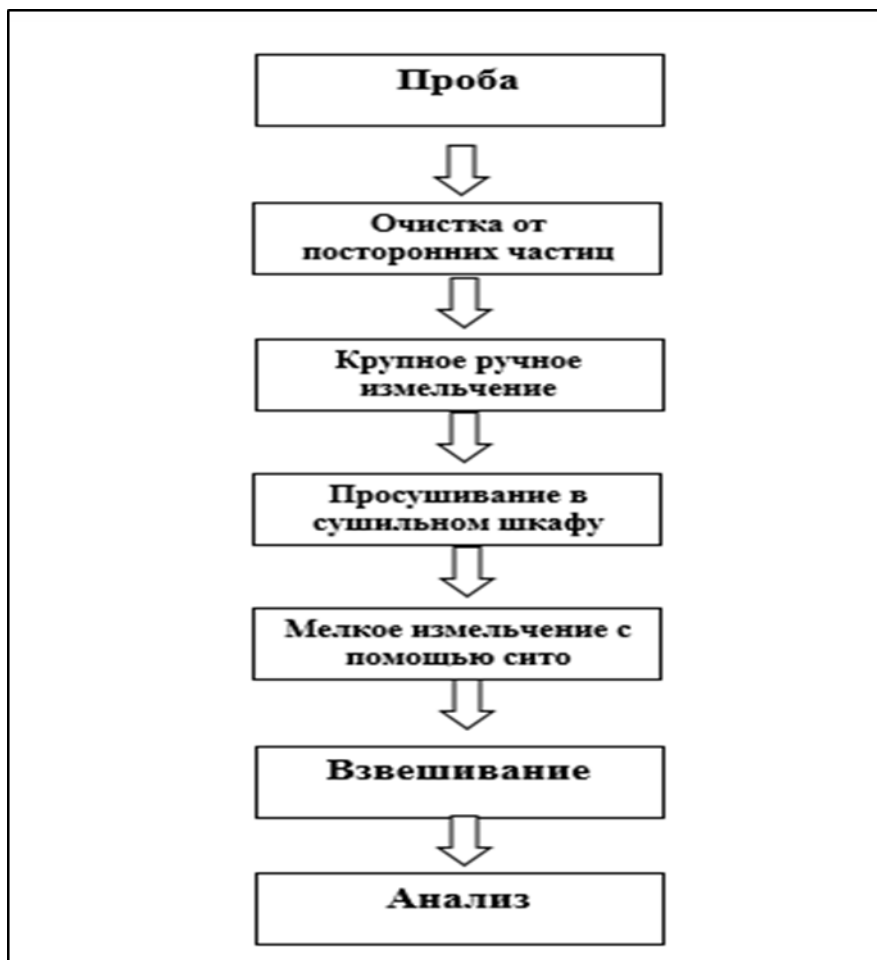 Проба
Очистка от
посторонних частиц
Крупное ручное
измельчение
Просушивание в
сушильном шкафу
Мелкое измельчение с
помощью сито
Взвешивание
Анализ